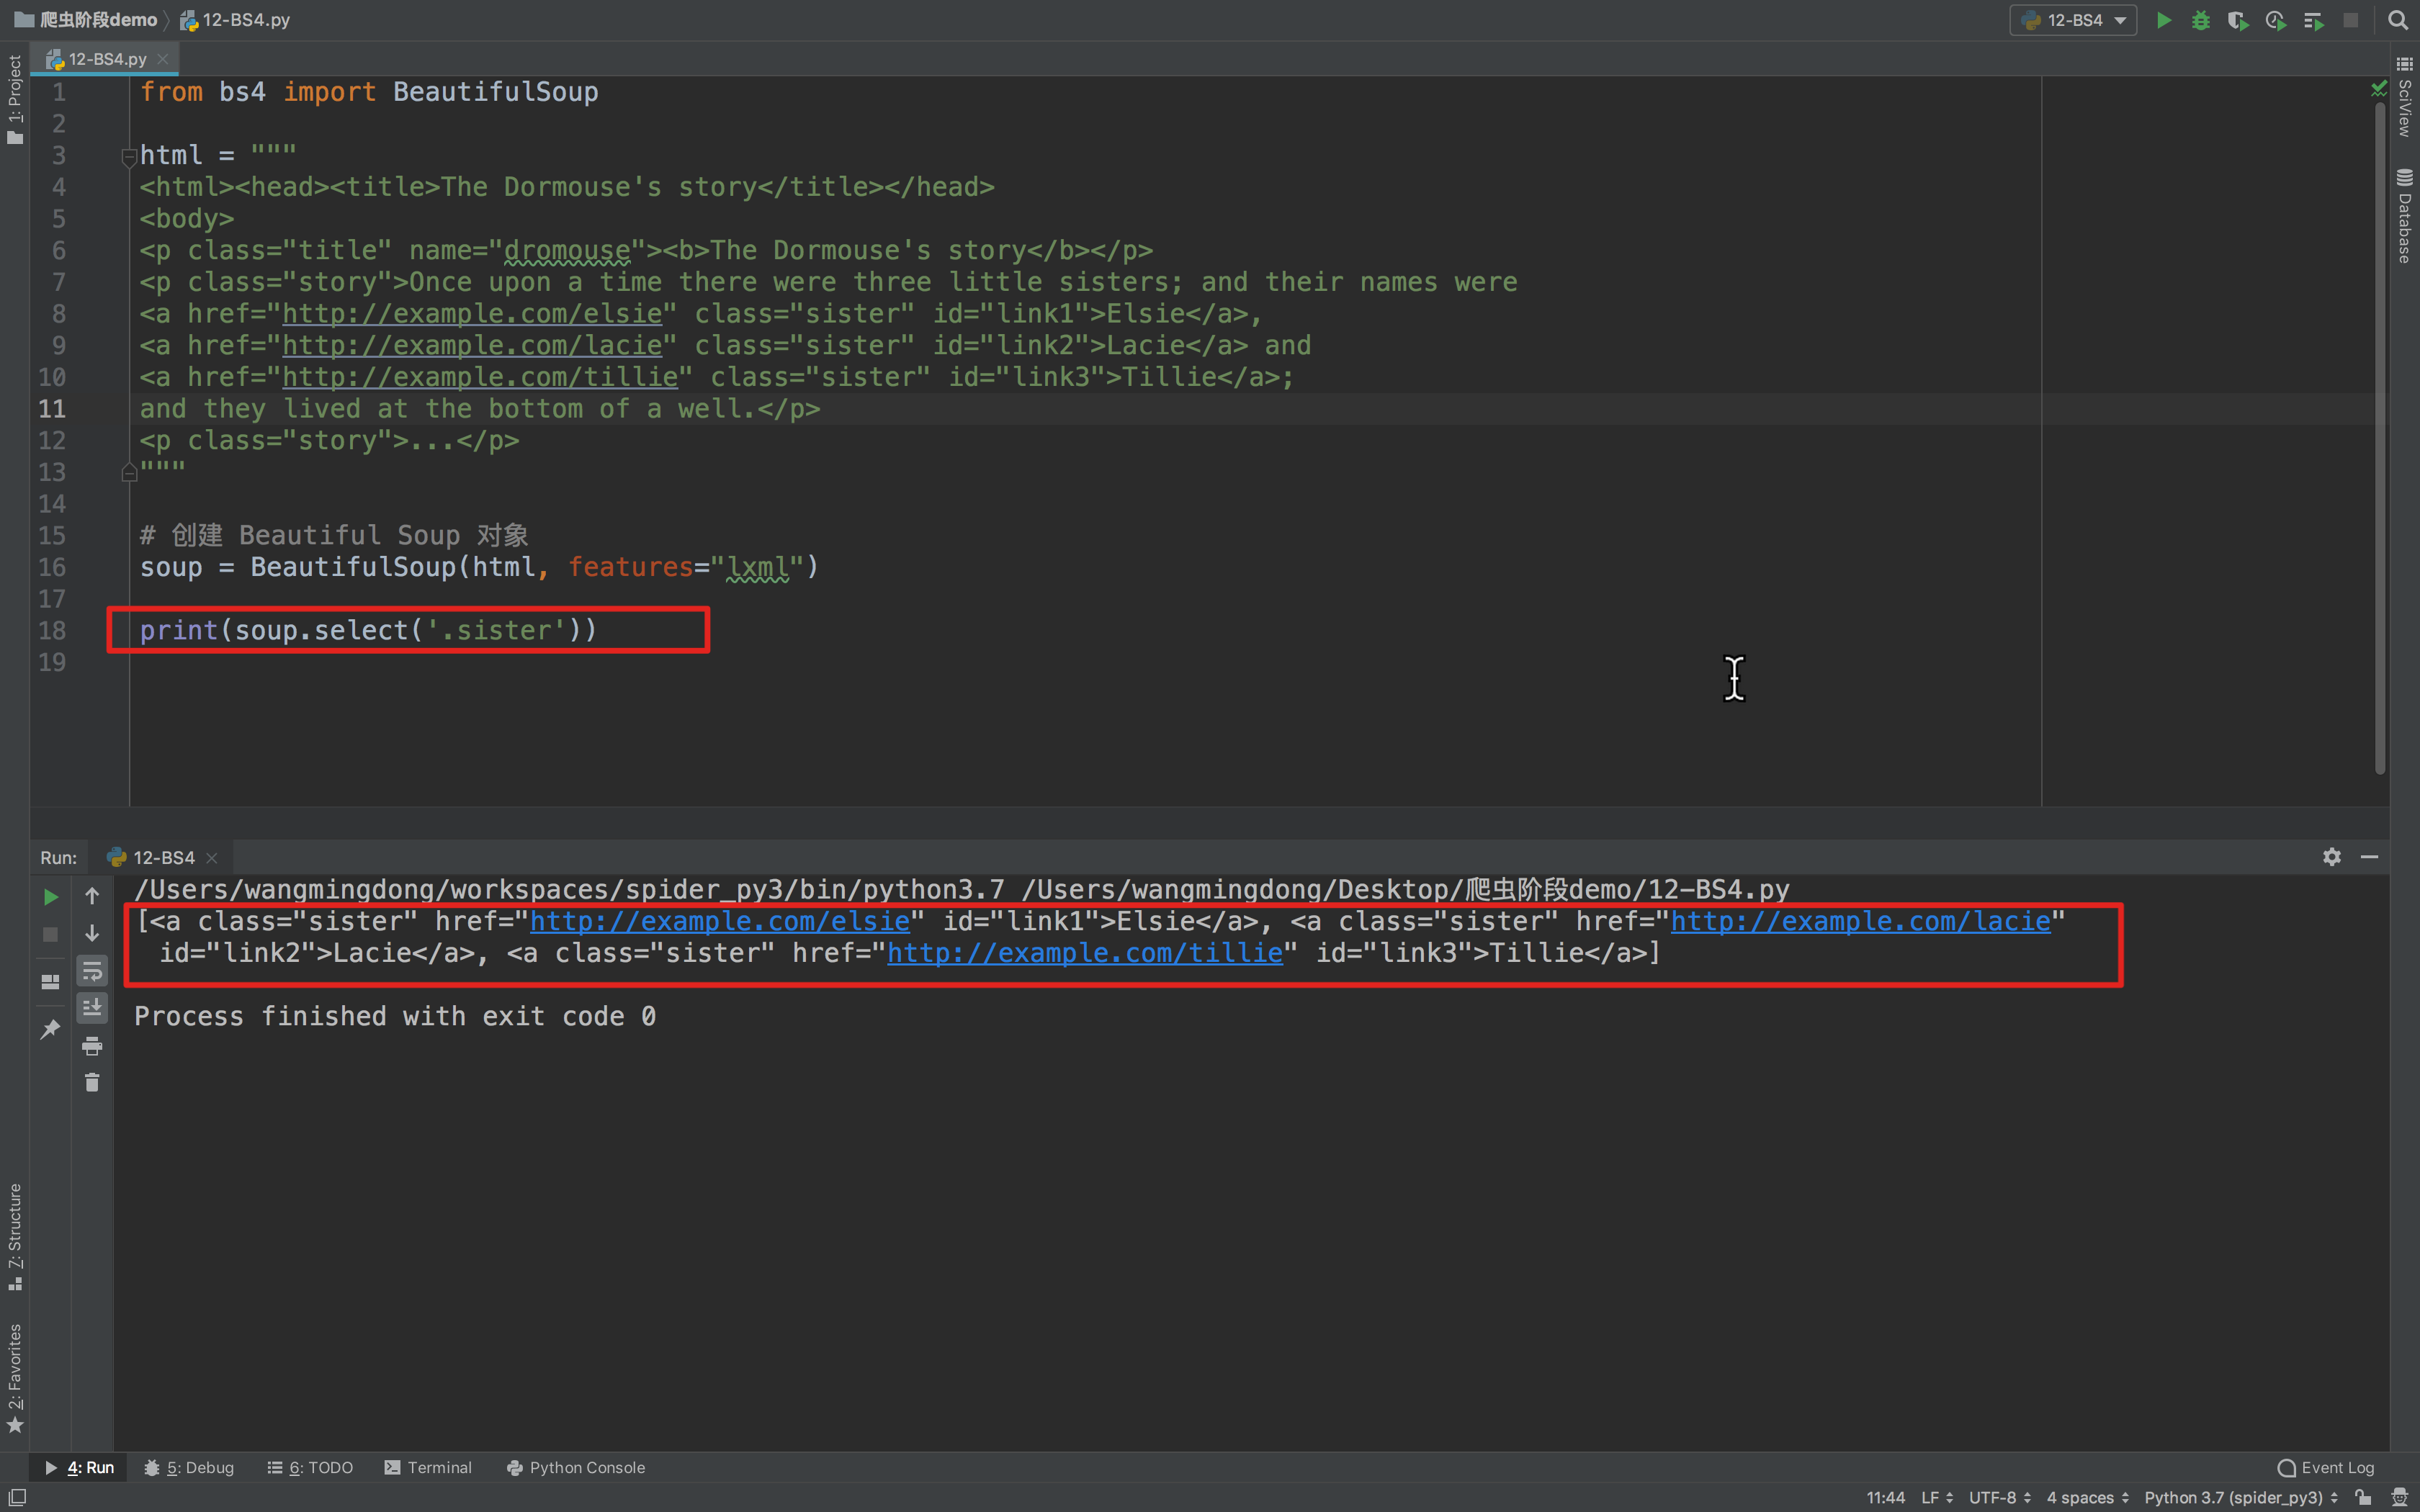 爬虫阶段demo 12-BS4.py
12-BS4
12-BS4.py
1: Project
SciView
Database
1 from bs4 import BeautifulSoup
2
3 html = """
4 <html><head><title>The Dormouse's story</title></head>
5 <body>
6 <p class="title" name="dromouse"><b>The Dormouse's story</b></p>
7 <p class="story">Once upon a time there were three little sisters; and their names were
8 <a href="http://example.com/elsie" class="sister" id="link1">Elsie</a>,
9 <a href="http://example.com/lacie" class="sister" id="link2">Lacie</a> and
10 <a href="http://example.com/tillie" class="sister" id="link3">Tillie</a>;
11 and they lived at the bottom of a well.</p>
12 <p class="story">...</p>
13 """
14
15 # 创建 Beautiful Soup 对象
16 soup = BeautifulSoup(html, features="lxml")
17
18 print(soup.select('.sister'))
19
Run: 12-BS4
/Users/wangmingdong/workspaces/spider_py3/bin/python3.7 /Users/wangmingdong/Desktop/爬虫阶段demo/12-BS4.py
[<a class="sister" href="http://example.com/elsie" id="link1">Elsie</a>, <a class="sister" href="http://example.com/lacie"
id="link2">Lacie</a>, <a class="sister" href="http://example.com/tillie" id="link3">Tillie</a>]
Process finished with exit code 0
7: Structure
2: Favorites
4: Run 5: Debug 6: TODO Terminal Python Console Event Log
11:44 LF UTF-8 4 spaces Python 3.7 (spider_py3)